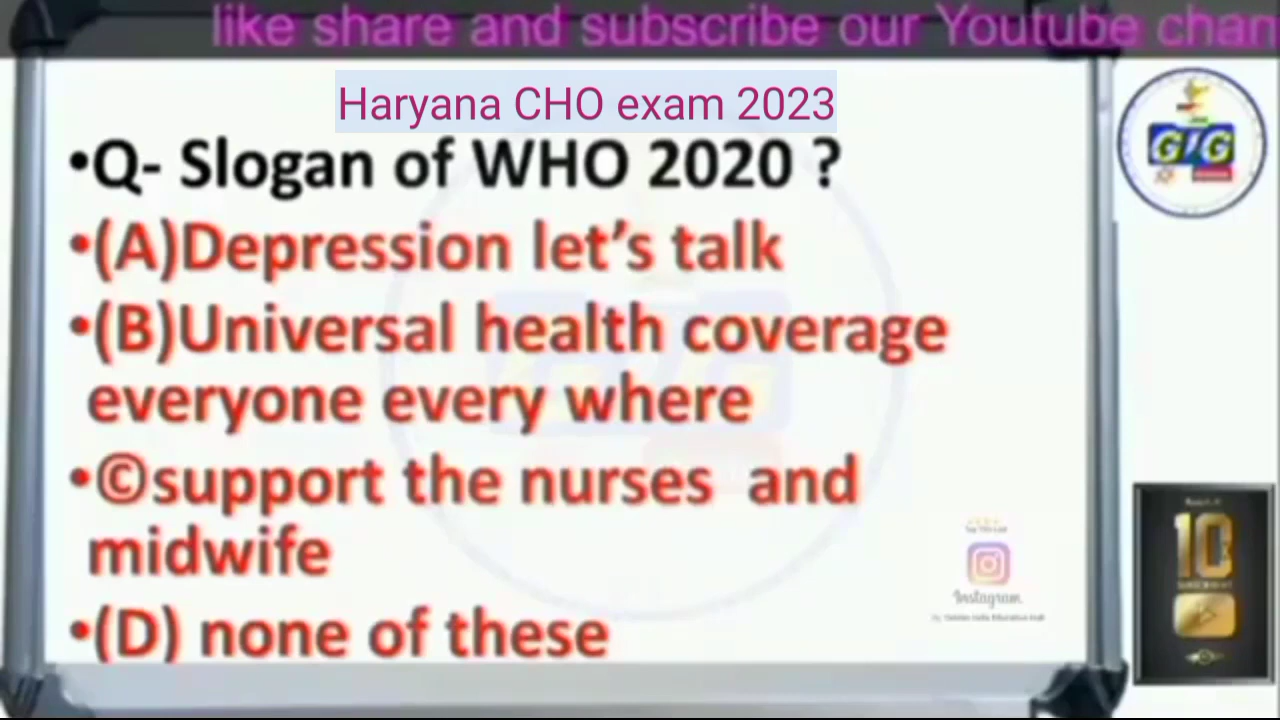 like share and subscribe our Youtube chan
Haryana CHO exam 2023
•Q- Slogan of WHO 2020 ?
•(A)Depression let’s talk
•(B)Universal health coverage
everyone every where
•©support the nurses and
midwife
•(D) none of these
GIG
10
Instagram